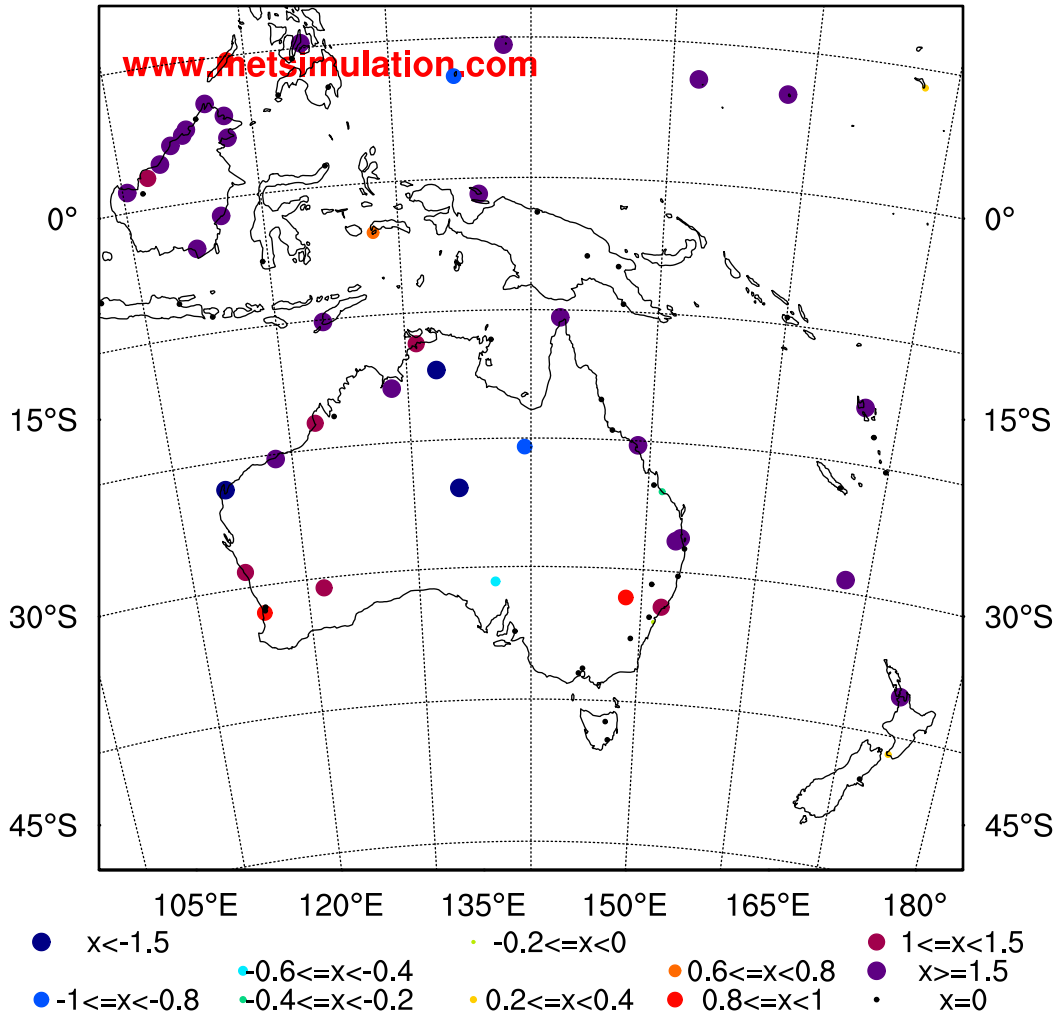 www.metsimulation.com
0° 0°
15°S 15°S
30°S 30°S
45°S 45°S
105°E 120°E 135°E 150°E 165°E 180°
x<-1.5 -0.2<=x<0 1<=x<1.5
-0.6<=x<-0.4 0.6<=x<0.8 x>=1.5
-1<=x<-0.8 -0.4<=x<-0.2 0.2<=x<0.4 0.8<=x<1 x=0